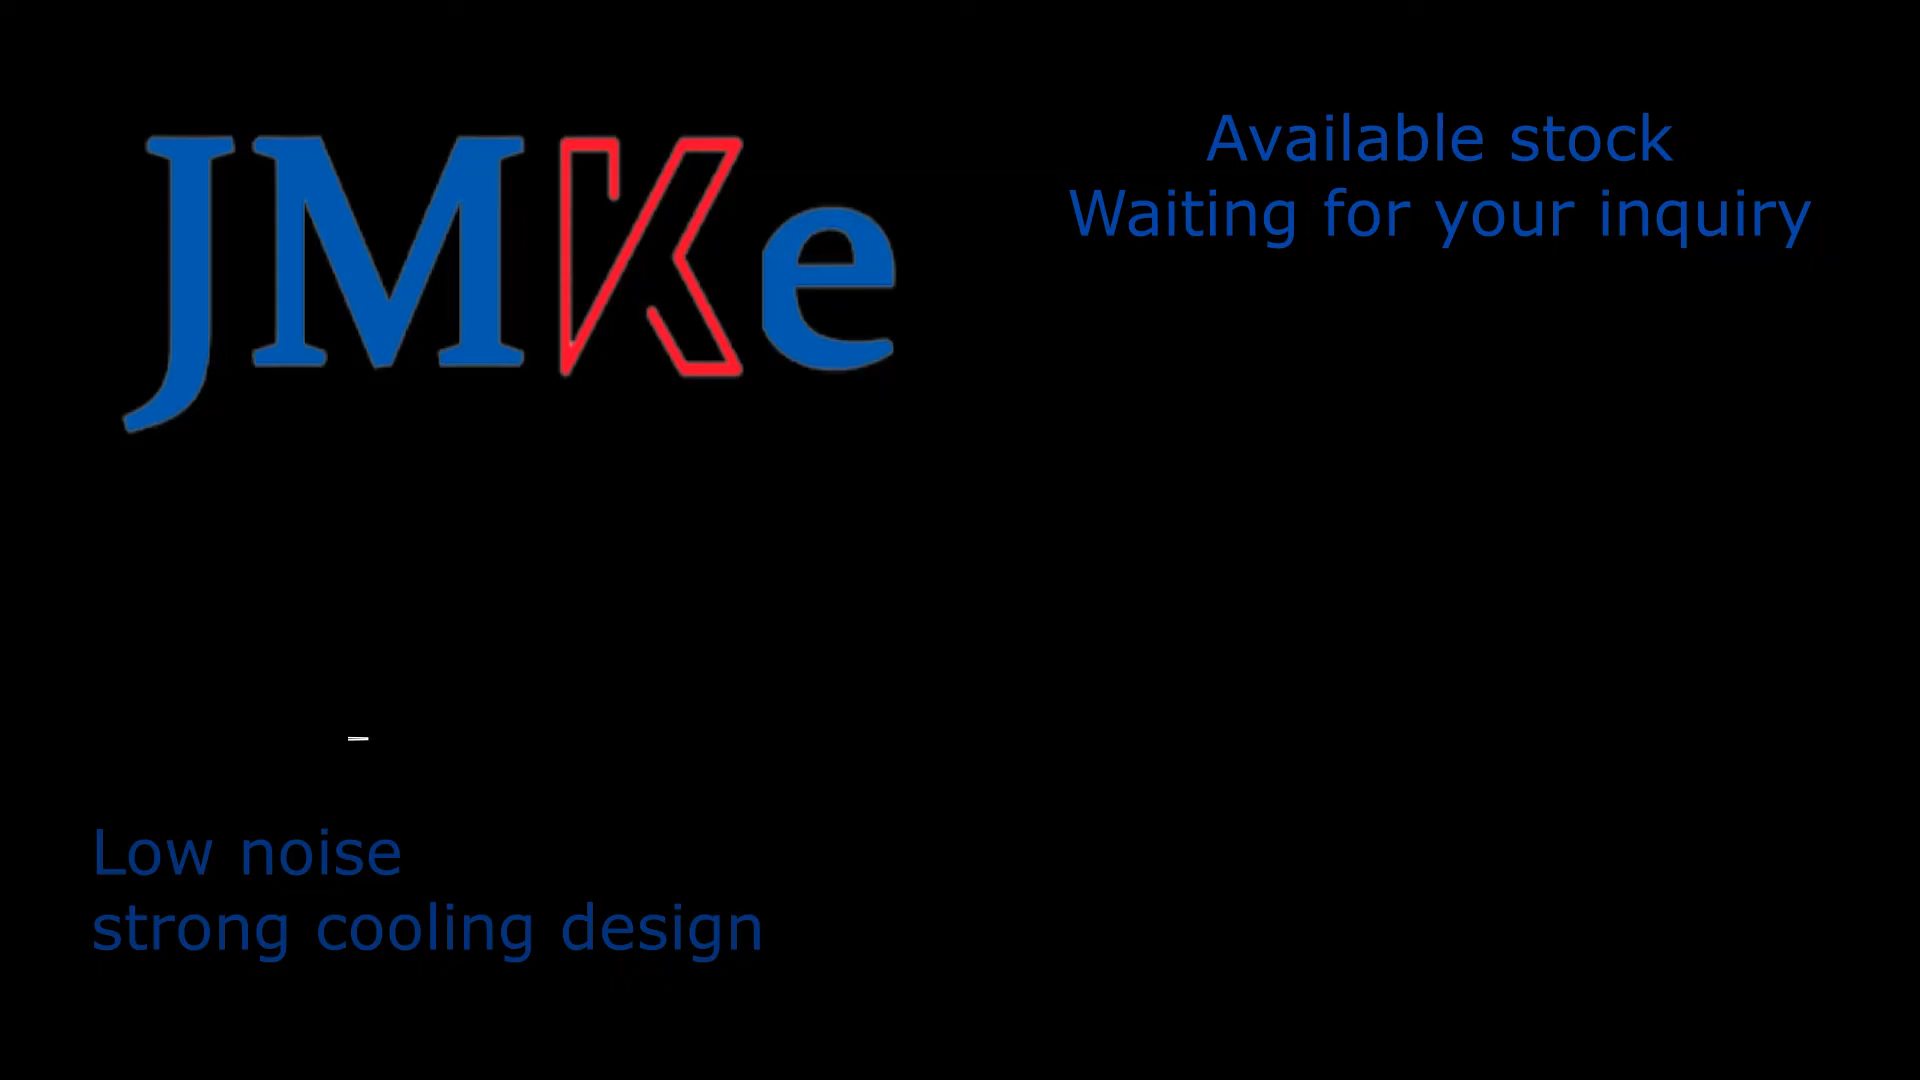 JMKe
Available stock
Waiting for your inquiry
Low noise
strong cooling design